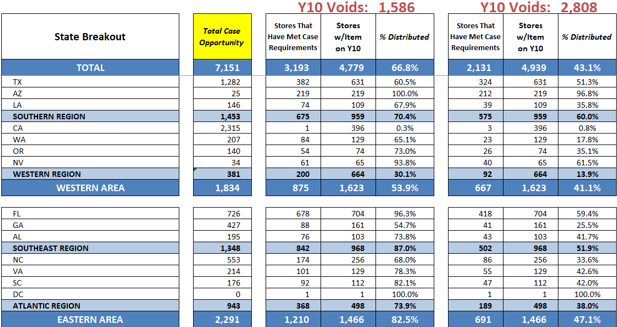 Y10 Voids: 1,586 Y10 Voids: 2,808
State Breakout Total Case Opportunity Stores That Have Met Case Requirements Stores w/Item on Y10 % Distributed Stores That Have Met Case Requirements Stores w/Item on Y10 % Distributed
TOTAL 7,151 3,193 4,779 66.8% 2,131 4,939 43.1%
TX 1,282 382 631 60.5% 324 631 51.3%
AZ 25 219 219 100.0% 212 219 96.8%
LA 146 74 109 67.9% 39 109 35.8%
SOUTHERN REGION 1,453 675 959 70.4% 575 959 60.0%
CA 2,315 1 396 0.3% 3 396 0.8%
WA 207 84 129 65.1% 23 129 17.8%
OR 140 54 74 73.0% 26 74 35.1%
NV 34 61 65 93.8% 40 65 61.5%
WESTERN REGION 381 200 664 30.1% 92 664 13.9%
WESTERN AREA 1,834 875 1,623 53.9% 667 1,623 41.1%
FL 726 678 704 96.3% 418 704 59.4%
GA 427 88 161 54.7% 41 161 25.5%
AL 195 76 103 73.8% 43 103 41.7%
SOUTHEAST REGION 1,348 842 968 87.0% 502 968 51.9%
NC 553 174 256 68.0% 86 256 33.6%
VA 214 101 129 78.3% 55 129 42.6%
SC 176 92 112 82.1% 47 112 42.0%
DC 0 1 1 100.0% 1 1 100.0%
ATLANTIC REGION 943 368 498 73.9% 189 498 38.0%
EASTERN AREA 2,291 1,210 1,466 82.5% 691 1,466 47.1%